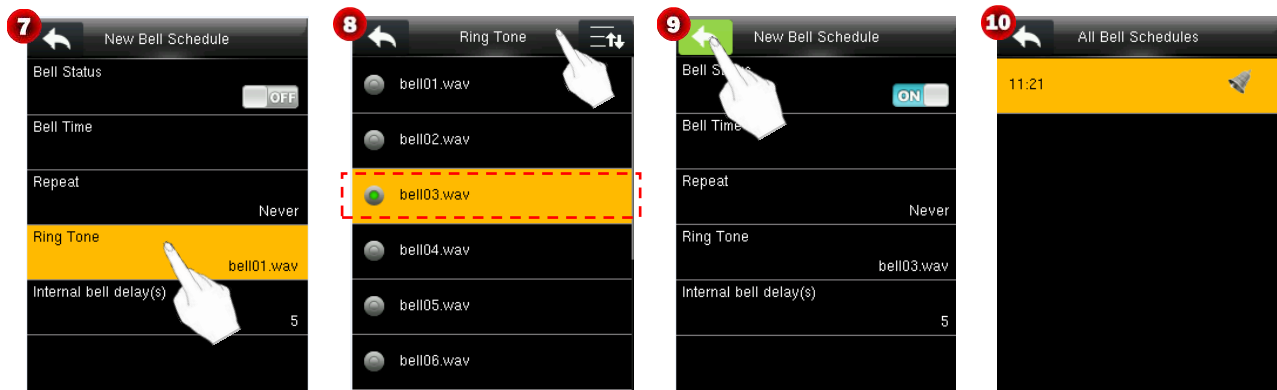 7
New Bell Schedule
Bell Status
OFF
Bell Time
Repeat
Never
Ring Tone
bell01.wav
Internal bell delay(s)
5
8
Ring Tone
bell01.wav
bell02.wav
bell03.wav
bell04.wav
bell05.wav
bell06.wav
9
New Bell Schedule
Bell S
ON
Bell Time
Repeat
Never
Ring Tone
bell03.wav
Internal bell delay(s)
5
10
All Bell Schedules
11:21